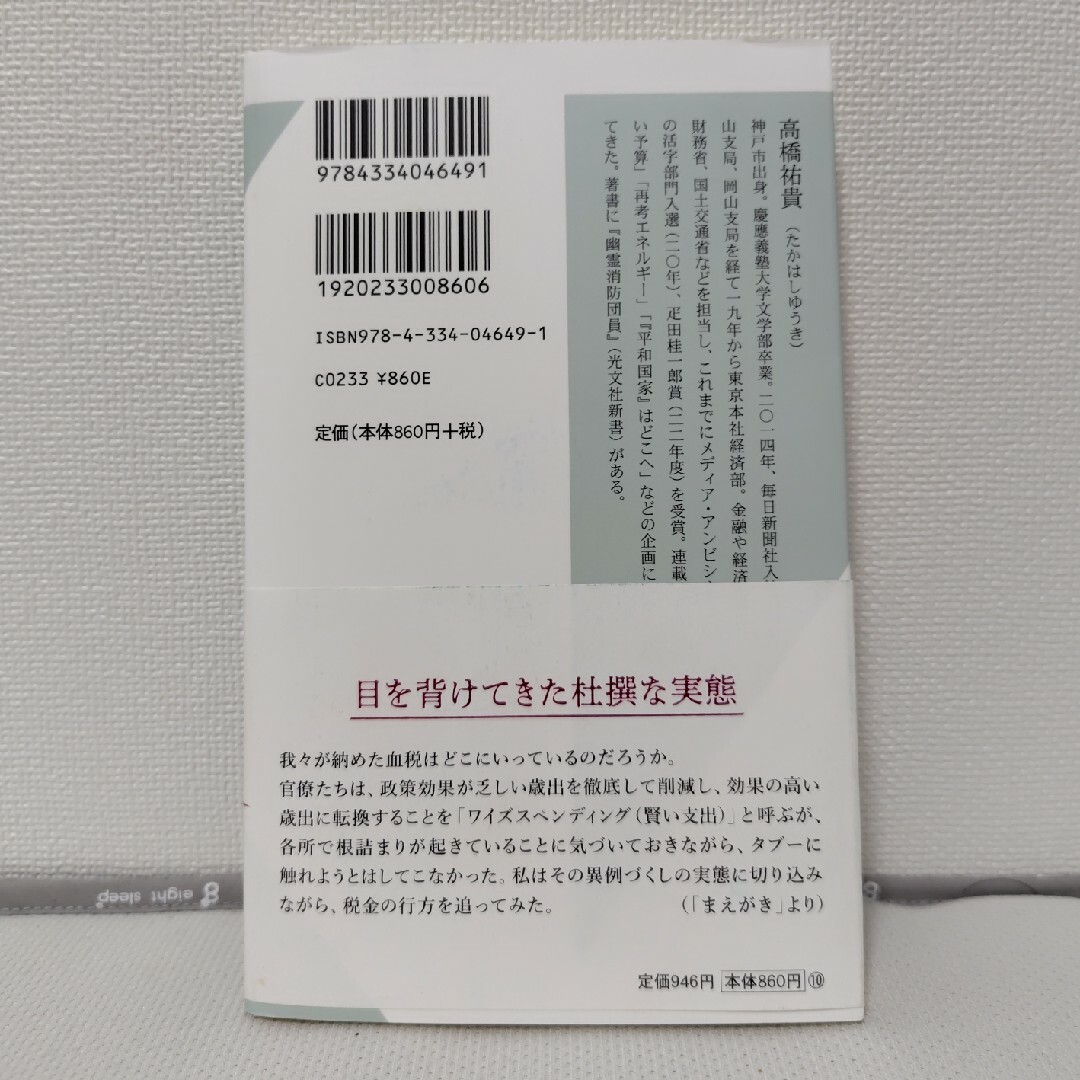 9784334046491
1920233008606
ISBN978-4-334-04649-1
C0233 ¥860E
定価(本体860円+税)
高橋祐貴(たかはしゆうき)
神戸市出身。慶應義塾大学文学部卒業。二〇一四年、毎日新聞社入
山支局、岡山支局を経て一九年から東京本社経済部。金融や経済
財務省、国土交通省などを担当し、これまでにメディア・アンビシ
の活字部門入選(二〇年)、疋田桂一郎賞(二二年度)を受賞。連載
い予算」「再考エネルギー」「『平和国家』はどこへ」などの企画に
てきた。著書に『幽霊消防団員』(光文社新書)がある。
目を背けてきた杜撰な実態
我々が納めた血税はどこにいっているのだろうか。
官僚たちは、政策効果が乏しい歳出を徹底して削減し、効果の高い
歳出に転換することを「ワイズスペンディング(賢い支出)」と呼ぶが、
各所で根詰まりが起きていることに気づいておきながら、タブーに
触れようとはしてこなかった。私はその異例づくしの実態に切り込み
ながら、税金の行方を追ってみた。 (「まえがき」より)
定価946円 本体860円 ⑩
eight sleep